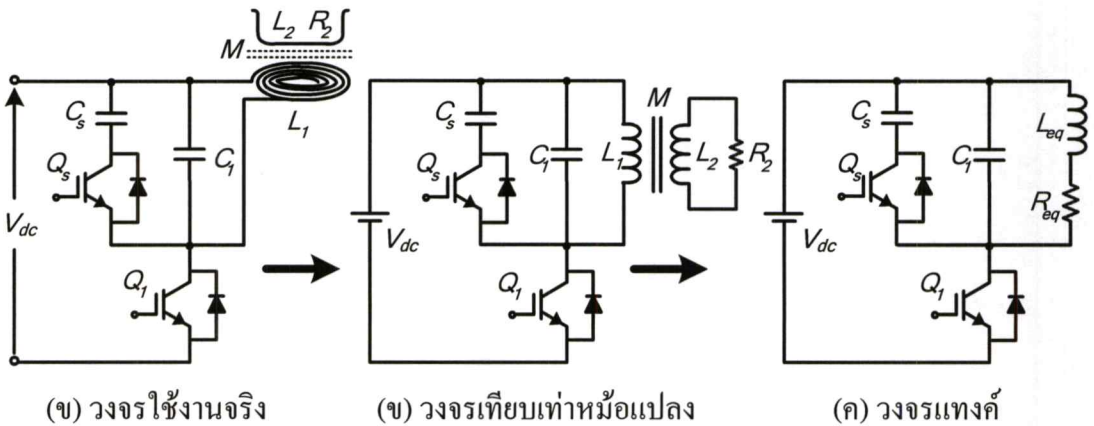 L2 R2
M
Cs
C1
L1
Qs
Vdc
Q1
M
Cs
Qs
C1
L1
L2
R2
Vdc
Q1
Cs
Qs
C1
Leq
Req
Vdc
Q1
(ข) วงจรใช้งานจริง
(ข) วงจรเทียบเท่าหม้อแปลง
(ค) วงจรแทงค์